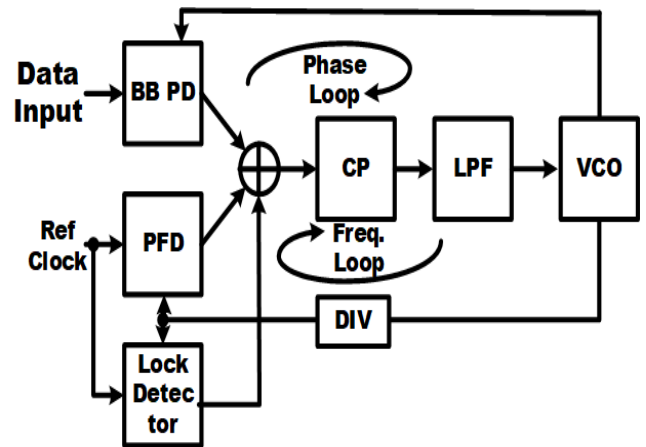 Data
Input
BB PD
Phase
Loop
CP
LPF
VCO
Ref
Clock
PFD
Freq.
Loop
DIV
Lock
Detec
tor